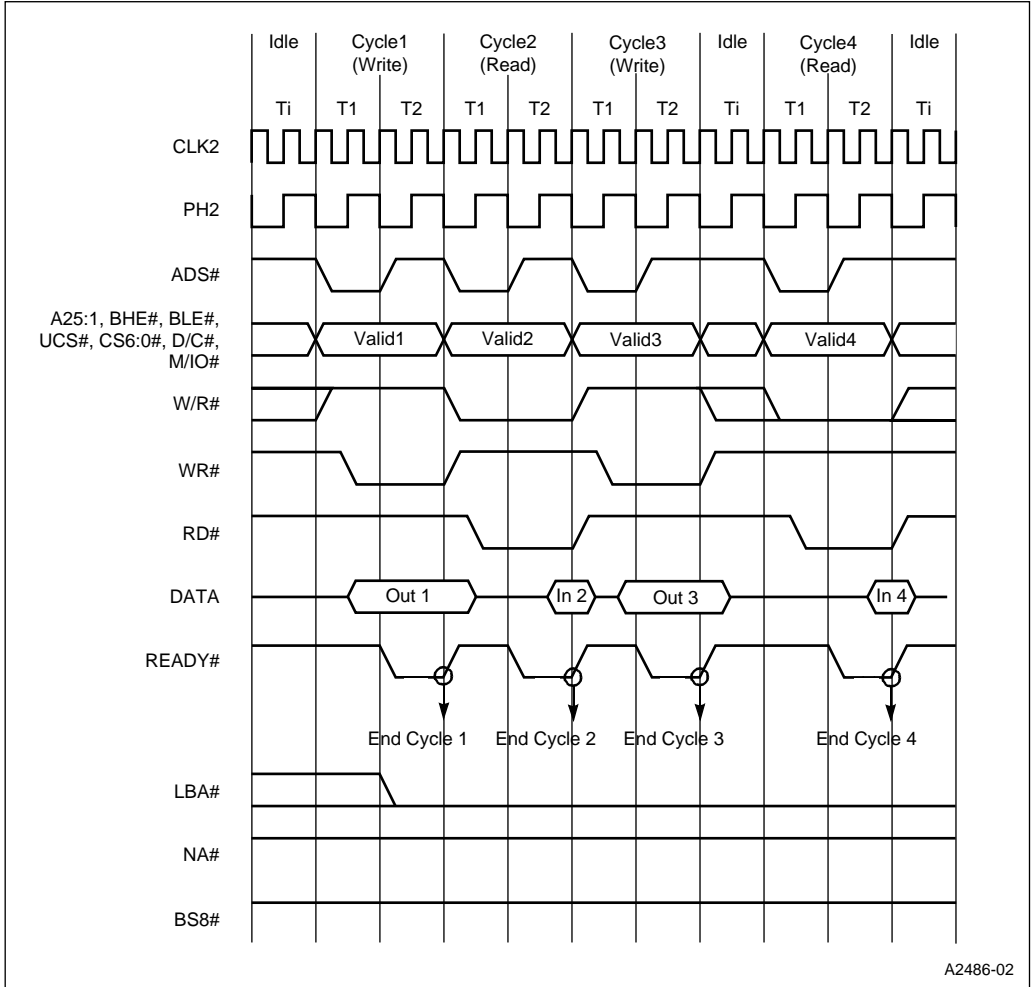 Idle Cycle1 Cycle2 Cycle3 Idle Cycle4 Idle
(Write) (Read) (Write) (Read)
Ti T1 T2 T1 T2 T1 T2 Ti T1 T2 Ti
CLK2
PH2
ADS#
A25:1, BHE#, BLE#,
UCS#, CS6:0#, D/C#,
M/IO#
Valid1 Valid2 Valid3 Valid4
W/R#
WR#
RD#
DATA Out 1 In 2 Out 3 In 4
READY#
End Cycle 1 End Cycle 2 End Cycle 3 End Cycle 4
LBA#
NA#
BS8#
A2486-02